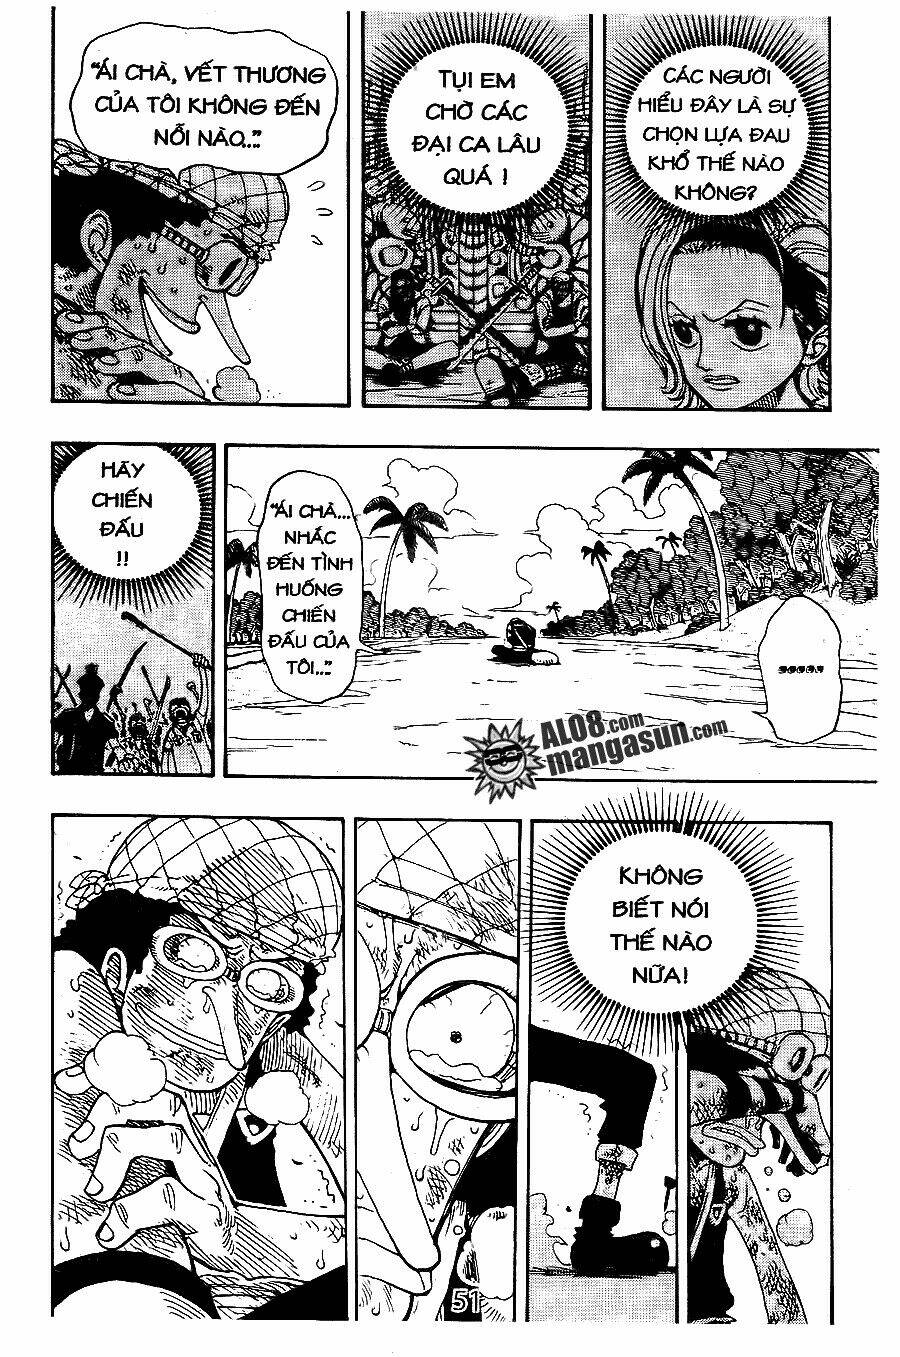 "ÁI CHÀ, VẾT THƯƠNG
CỦA TÔI KHÔNG ĐẾN
NỖI NÀO..."
TỤI EM
CHỜ CÁC
ĐẠI CA LÂU
QUÁ !
CÁC NGƯỜI
HIỂU ĐÂY LÀ SỰ
CHỌN LỰA ĐAU
KHỔ THẾ NÀO
KHÔNG?
HÃY
CHIẾN
ĐẤU
!!
"ÁI CHÀ...
NHẮC
ĐẾN TÌNH
HUỐNG
CHIẾN
ĐẤU CỦA
TÔI..."
......
AL08.com
mangasun.com
KHÔNG
BIẾT NÓI
THẾ NÀO
NỮA!
51